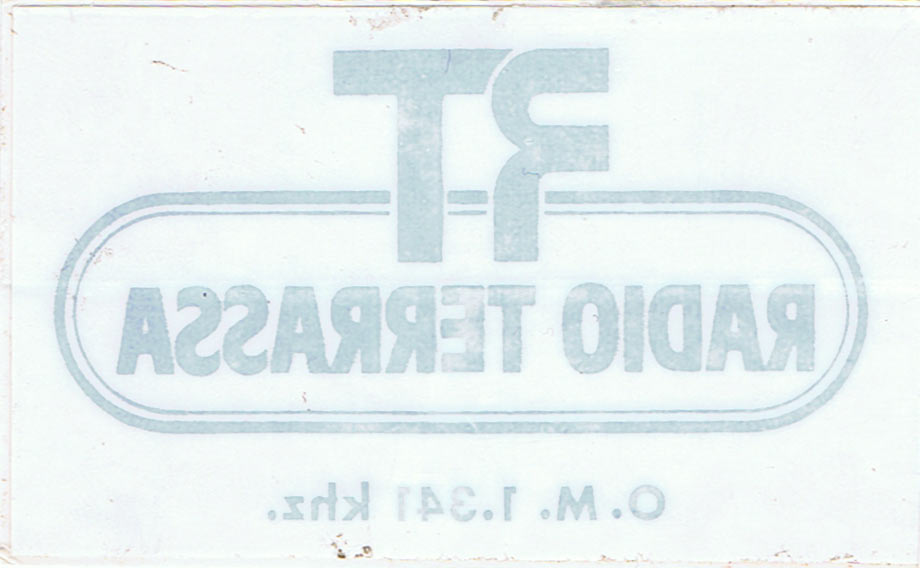 RT
RADIO TERRASSA
O.M. 1.341 khz.